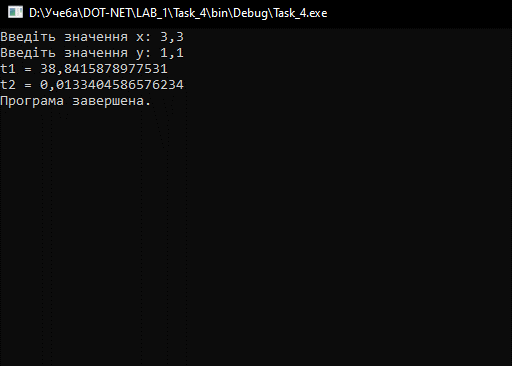 D:\Учеба\DOT-NET\LAB_1\Task_4\bin\Debug\Task_4.exe
Введіть значення x: 3,3
Введіть значення y: 1,1
t1 = 38,8415878977531
t2 = 0,0133404586576234
Програма завершена.